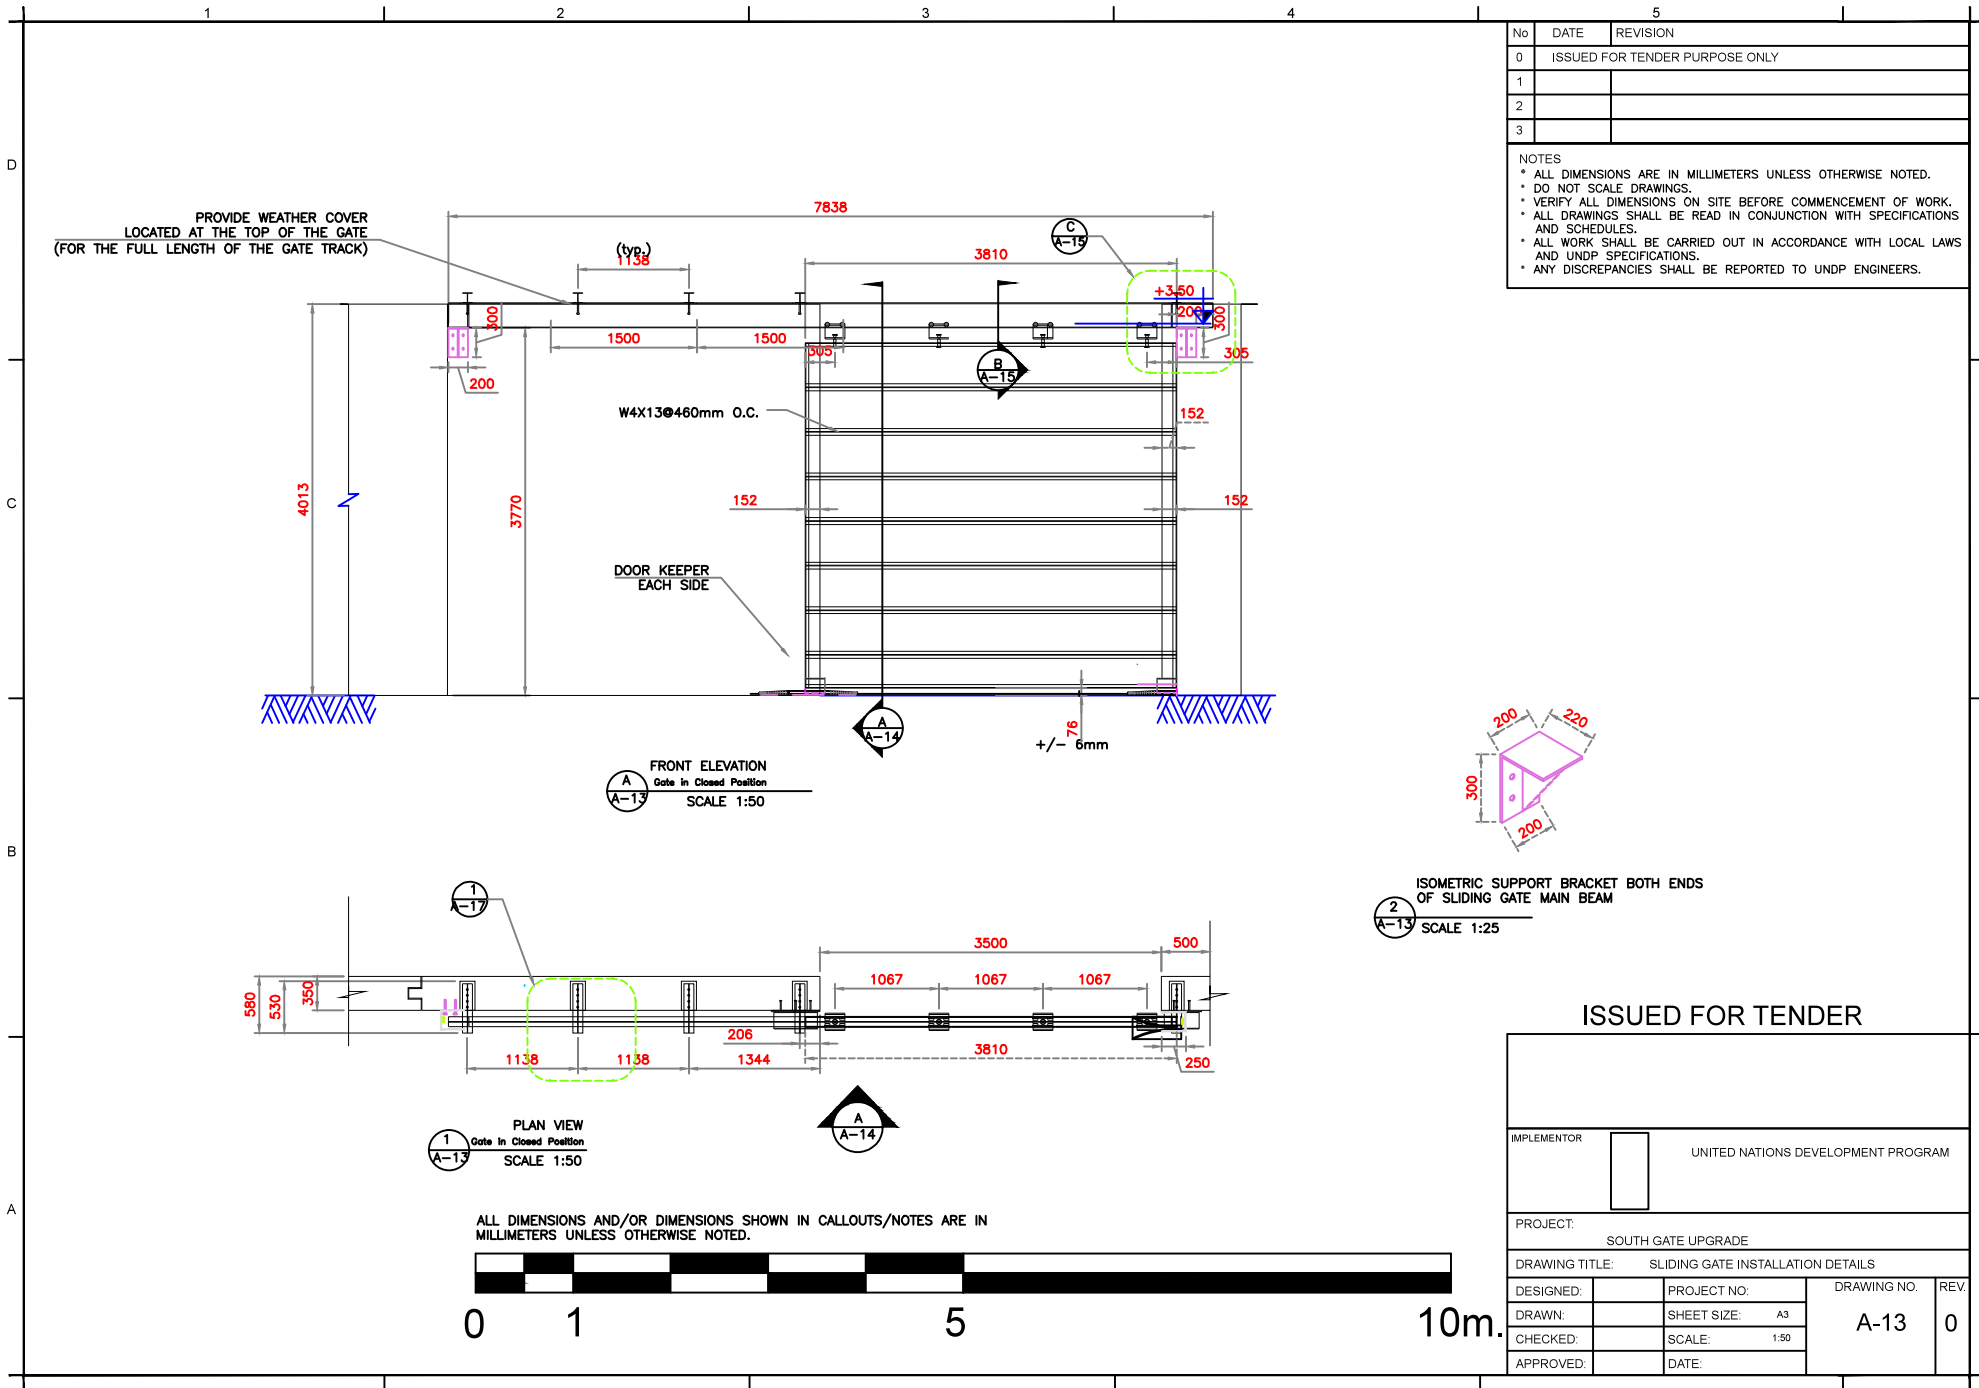 1 2 3 4 5
D
C
B
A
No DATE REVISION
0 ISSUED FOR TENDER PURPOSE ONLY
1
2
3
NOTES
* ALL DIMENSIONS ARE IN MILLIMETERS UNLESS OTHERWISE NOTED.
* DO NOT SCALE DRAWINGS.
* VERIFY ALL DIMENSIONS ON SITE BEFORE COMMENCEMENT OF WORK.
* ALL DRAWINGS SHALL BE READ IN CONJUNCTION WITH SPECIFICATIONS
AND SCHEDULES.
* ALL WORK SHALL BE CARRIED OUT IN ACCORDANCE WITH LOCAL LAWS
AND UNDP SPECIFICATIONS.
* ANY DISCREPANCIES SHALL BE REPORTED TO UNDP ENGINEERS.
PROVIDE WEATHER COVER
LOCATED AT THE TOP OF THE GATE
(FOR THE FULL LENGTH OF THE GATE TRACK)
7838
(typ.)
1138
3810
C
A-15
+3.50
200
300
300
1500
1500
305
305
200
B
A-15
W4X13@460mm O.C.
152
4013
3770
152
152
DOOR KEEPER
EACH SIDE
76
+/- 6mm
A
A-14
FRONT ELEVATION
Gate in Closed Position
A
A-13
SCALE 1:50
200
220
300
200
ISOMETRIC SUPPORT BRACKET BOTH ENDS
OF SLIDING GATE MAIN BEAM
2
A-13
SCALE 1:25
1
A-17
3500
500
1067
1067
1067
580
530
350
206
1138
1138
1344
3810
250
A
A-14
PLAN VIEW
Gate in Closed Position
1
A-13
SCALE 1:50
ALL DIMENSIONS AND/OR DIMENSIONS SHOWN IN CALLOUTS/NOTES ARE IN
MILLIMETERS UNLESS OTHERWISE NOTED.
0 1 5 10m.
ISSUED FOR TENDER
IMPLEMENTOR
UNITED NATIONS DEVELOPMENT PROGRAM
PROJECT:
SOUTH GATE UPGRADE
DRAWING TITLE: SLIDING GATE INSTALLATION DETAILS
DESIGNED: PROJECT NO: DRAWING NO. REV.
DRAWN: SHEET SIZE: A3
A-13 0
CHECKED: SCALE: 1:50
APPROVED: DATE: